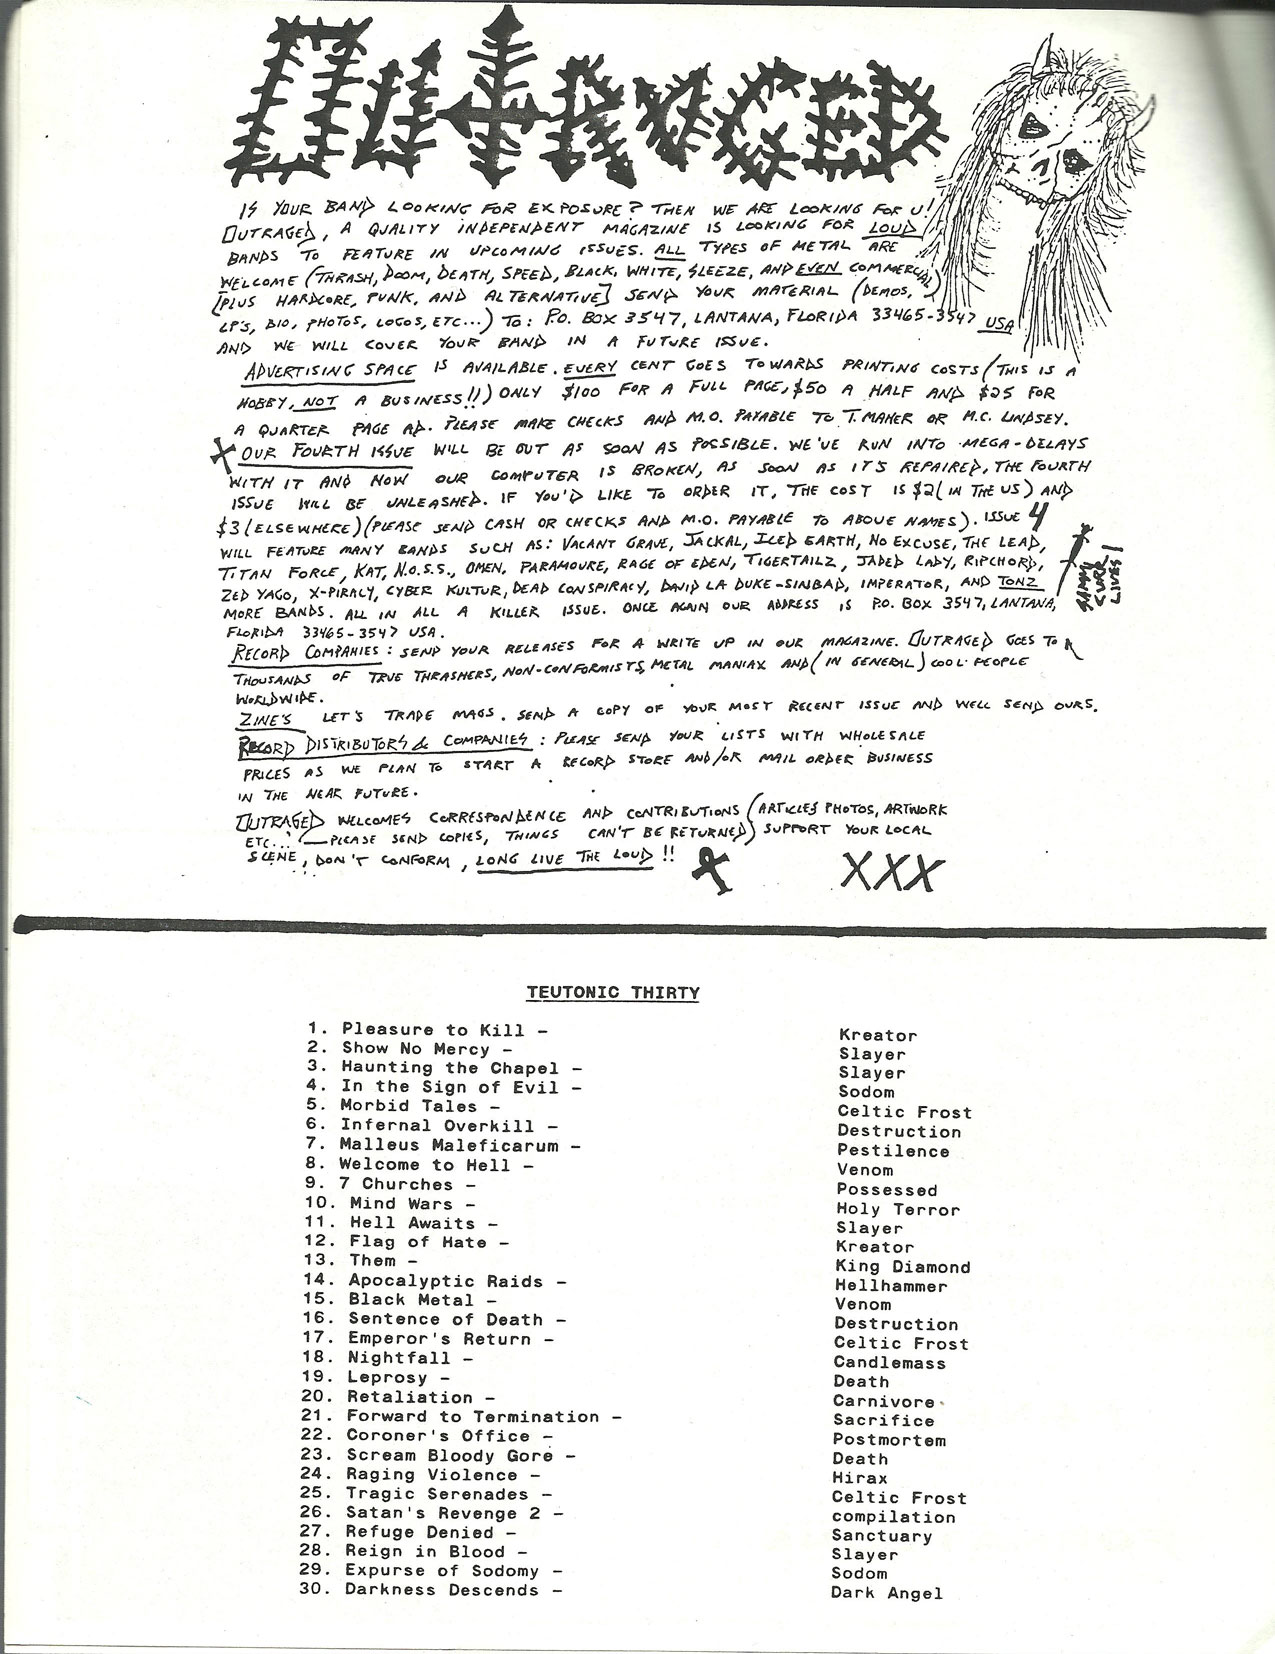 OUTRAGED
IS YOUR BAND LOOKING FOR EXPOSURE? THEN WE ARE LOOKING FOR U!
OUTRAGED, A QUALITY INDEPENDENT MAGAZINE IS LOOKING FOR LOUD
BANDS TO FEATURE IN UPCOMING ISSUES. ALL TYPES OF METAL ARE
WELCOME (THRASH, DOOM, DEATH, SPEED, BLACK, WHITE, SLEEZE, AND EVEN COMMERCIAL)
[PLUS HARDCORE, PUNK, AND ALTERNATIVE] SEND YOUR MATERIAL (DEMOS,
LP'S, BIO, PHOTOS, LOGOS, ETC...) TO: P.O. BOX 3547, LANTANA, FLORIDA 33465-3547 USA
AND WE WILL COVER YOUR BAND IN A FUTURE ISSUE.
ADVERTISING SPACE IS AVAILABLE. EVERY CENT GOES TOWARDS PRINTING COSTS (THIS IS A
HOBBY, NOT A BUSINESS!!) ONLY $100 FOR A FULL PAGE, $50 A HALF AND $25 FOR
A QUARTER PAGE AD. PLEASE MAKE CHECKS AND M.O. PAYABLE TO T. MAHER OR M.C. LINDSEY.
OUR FOURTH ISSUE WILL BE OUT AS SOON AS POSSIBLE. WE'VE RUN INTO MEGA-DELAYS
WITH IT AND NOW OUR COMPUTER IS BROKEN, AS SOON AS IT'S REPAIRED, THE FOURTH
ISSUE WILL BE UNLEASHED. IF YOU'D LIKE TO ORDER IT, THE COST IS $2 (IN THE US) AND
$3 (ELSEWHERE) (PLEASE SEND CASH OR CHECKS AND M.O. PAYABLE TO ABOVE NAMES). ISSUE 4
WILL FEATURE MANY BANDS SUCH AS: VACANT GRAVE, JACKAL, ICED EARTH, NO EXCUSE, THE LEAD,
TITAN FORCE, KAT, N.O.S.S., OMEN, PARAMOURE, RAGE OF EDEN, TIGERTAILZ, JADED LADY, RIPCHORD,
ZED YAGO, X-PIRACY, CYBER KULTUR, DEAD CONSPIRACY, DAVID LA DUKE-SINBAD, IMPERATOR, AND TONZ
MORE BANDS. ALL IN ALL A KILLER ISSUE. ONCE AGAIN OUR ADDRESS IS P.O. BOX 3547, LANTANA,
FLORIDA 33465-3547 USA.
LIVES!
RECORD COMPANIES: SEND YOUR RELEASES FOR A WRITE UP IN OUR MAGAZINE. OUTRAGED GOES TO
THOUSANDS OF TRUE THRASHERS, NON-CONFORMISTS, METAL MANIAX AND (IN GENERAL) COOL PEOPLE
WORLDWIDE.
ZINE'S LET'S TRADE MAGS. SEND A COPY OF YOUR MOST RECENT ISSUE AND WELL SEND OURS.
RECORD DISTRIBUTORS & COMPANIES: PLEASE SEND YOUR LISTS WITH WHOLESALE
PRICES AS WE PLAN TO START A RECORD STORE AND/OR MAIL ORDER BUSINESS
IN THE NEAR FUTURE.
OUTRAGED WELCOMES CORRESPONDENCE AND CONTRIBUTIONS (ARTICLES PHOTOS, ARTWORK
ETC... —PLEASE SEND COPIES, THINGS CAN'T BE RETURNED) SUPPORT YOUR LOCAL
SCENE, DON'T CONFORM, LONG LIVE THE LOUD!!
XXX
TEUTONIC THIRTY
1. Pleasure to Kill - Kreator
2. Show No Mercy - Slayer
3. Haunting the Chapel - Slayer
4. In the Sign of Evil - Sodom
5. Morbid Tales - Celtic Frost
6. Infernal Overkill - Destruction
7. Malleus Maleficarum - Pestilence
8. Welcome to Hell - Venom
9. 7 Churches - Possessed
10. Mind Wars - Holy Terror
11. Hell Awaits - Slayer
12. Flag of Hate - Kreator
13. Them - King Diamond
14. Apocalyptic Raids - Hellhammer
15. Black Metal - Venom
16. Sentence of Death - Destruction
17. Emperor's Return - Celtic Frost
18. Nightfall - Candlemass
19. Leprosy - Death
20. Retaliation - Carnivore
21. Forward to Termination - Sacrifice
22. Coroner's Office - Postmortem
23. Scream Bloody Gore - Death
24. Raging Violence - Hirax
25. Tragic Serenades - Celtic Frost
26. Satan's Revenge 2 - compilation
27. Refuge Denied - Sanctuary
28. Reign in Blood - Slayer
29. Expurse of Sodomy - Sodom
30. Darkness Descends - Dark Angel